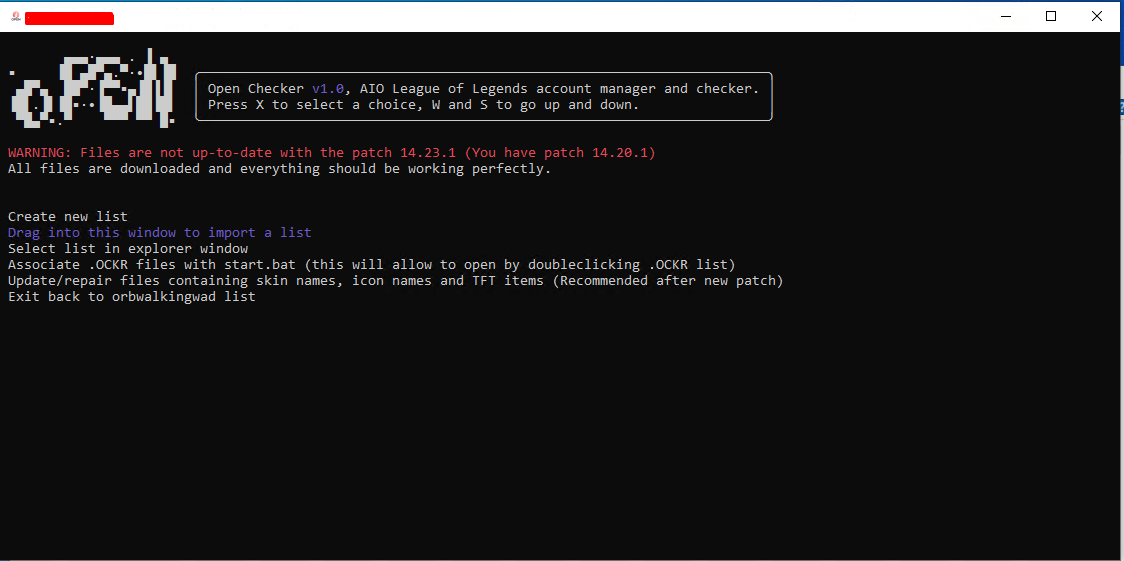 OPEN
Open Checker v1.0, AIO League of Legends account manager and checker.
Press X to select a choice, W and S to go up and down.
WARNING: Files are not up-to-date with the patch 14.23.1 (You have patch 14.20.1)
All files are downloaded and everything should be working perfectly.
Create new list
Drag into this window to import a list
Select list in explorer window
Associate .OCKR files with start.bat (this will allow to open by doubleclicking .OCKR list)
Update/repair files containing skin names, icon names and TFT items (Recommended after new patch)
Exit back to orbwalkingwad list